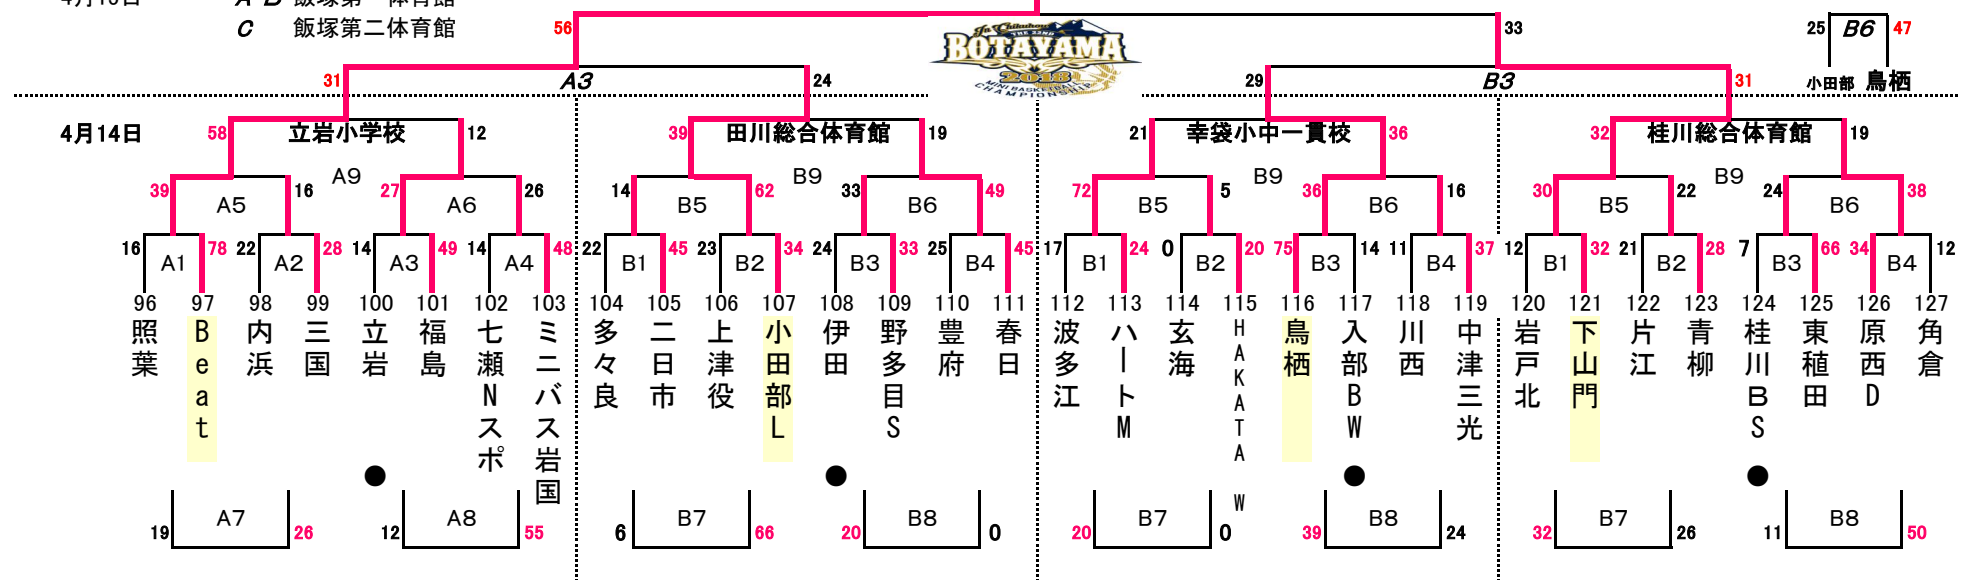 C 飯塚第二体育館
56
33
25 B6 47
小田部 鳥栖
In Chikuhou
THE 22ND
BOTAYAMA
2018
MINI BASKETBALL
CHAMPIONSHIP
31 A3 24
29 B3 31
4月14日
58 立岩小学校 12
39 田川総合体育館 19
21 幸袋小中一貫校 36
32 桂川総合体育館 19
A9 B9 B9 B9
39 A5 16 27 A6 26 14 B5 62 33 B6 49 72 B5 5 36 B6 16 30 B5 22 24 B6 38
16 A1 78 22 A2 28 14 A3 49 14 A4 48 22 B1 45 23 B2 34 24 B3 33 25 B4 45 17 B1 24 0 B2 20 75 B3 14 11 B4 37 12 B1 32 21 B2 28 7 B3 66 34 B4 12
96 97 98 99 100 101 102 103 104 105 106 107 108 109 110 111 112 113 114 115 116 117 118 119 120 121 122 123 124 125 126 127
照葉
Beat
内浜
三国
立岩
福島
七瀬Nスポ
ミニバス岩国
多々良
二日市
上津役
小田部L
伊田
野多目S
豊府
春日
波多江
ハートM
玄海
HAKATA W
鳥栖
入部BW
川西
中津三光
岩戸北
下山門
片江
青柳
桂川BS
東稙田
原西D
角倉
19 A7 26 12 A8 55 6 B7 66 20 B8 0 20 B7 0 39 B8 24 32 B7 26 11 B8 50